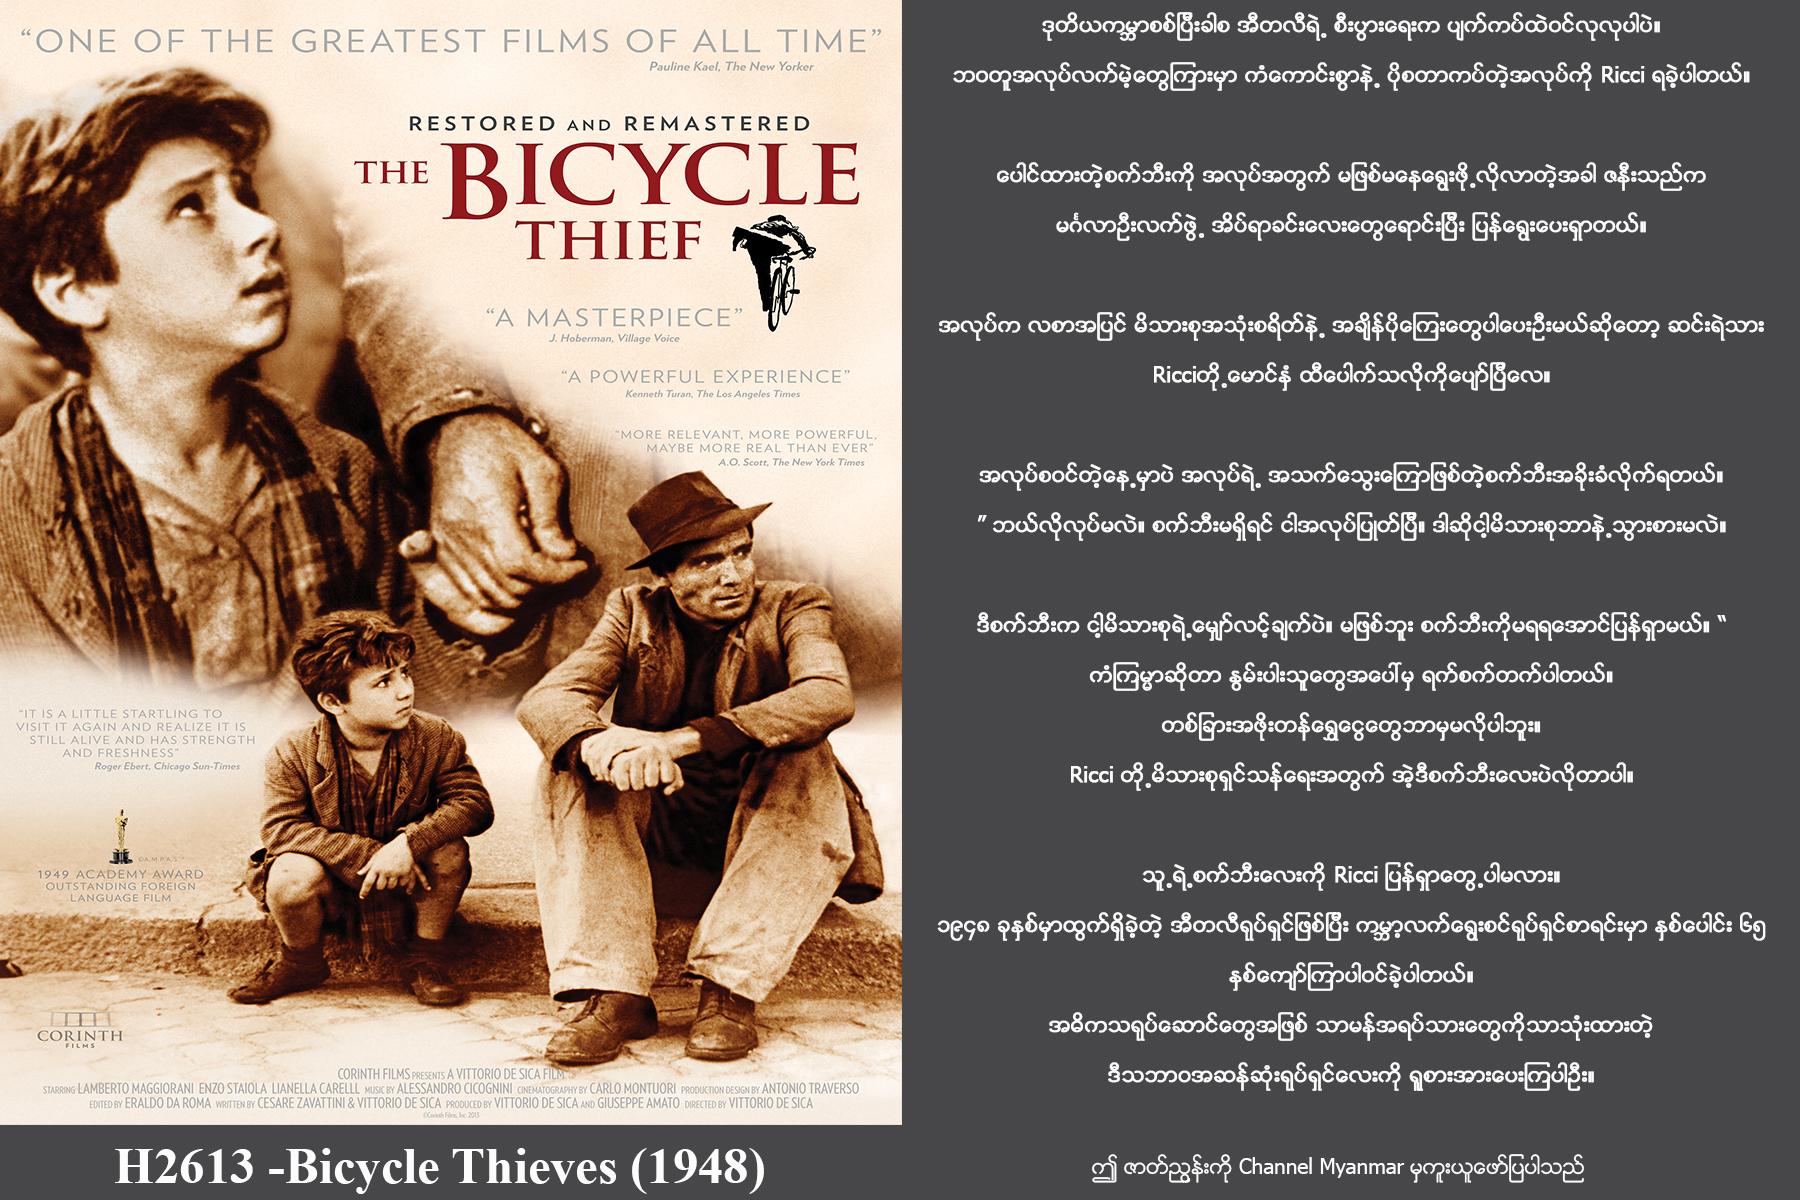 “ONE OF THE GREATEST FILMS OF ALL TIME”
Pauline Kael, The New Yorker
RESTORED AND REMASTERED
THE BICYCLE
THIEF
“A MASTERPIECE”
J. Hoberman, Village Voice
“A POWERFUL EXPERIENCE”
Kenneth Turan, The Los Angeles Times
“MORE RELEVANT, MORE POWERFUL,
MAYBE MORE REAL THAN EVER”
A.O. Scott, The New York Times
“IT IS A LITTLE STARTLING TO
VISIT IT AGAIN AND REALIZE IT IS
STILL ALIVE AND HAS STRENGTH
AND FRESHNESS”
Roger Ebert, Chicago Sun-Times
©A.M.P.A.S.®
1949 ACADEMY AWARD
OUTSTANDING FOREIGN
LANGUAGE FILM
CORINTH
FILMS
CORINTH FILMS PRESENTS A VITTORIO DE SICA FILM
STARRING LAMBERTO MAGGIORANI ENZO STAIOLA LIANELLA CARELLL MUSIC BY ALESSANDRO CICOGNINI CINEMATOGRAPHY BY CARLO MONTUORI PRODUCTION DESIGN BY ANTONIO TRAVERSO
EDITED BY ERALDO DA ROMA WRITTEN BY CESARE ZAVATTINI & VITTORIO DE SICA PRODUCED BY VITTORIO DE SICA AND GIUSEPPE AMATO DIRECTED BY VITTORIO DE SICA
©Corinth Films, Inc. 2013
H2613 -Bicycle Thieves (1948)
ဒုတိယကမ္ဘာစစ်ပြီးခါစ အီတလီရဲ့ စီးပွားရေးက ပျက်ကပ်ထဲဝင်လုလုပါပဲ။
ဘဝတူအလုပ်လက်မဲ့တွေကြားမှာ ကံကောင်းစွာနဲ့ ပိုစတာကပ်တဲ့အလုပ်ကို Ricci ရခဲ့ပါတယ်။
ပေါင်ထားတဲ့စက်ဘီးကို အလုပ်အတွက် မဖြစ်မနေရွေးဖို့လိုလာတဲ့အခါ ဇနီးသည်က
မင်္ဂလာဦးလက်ဖွဲ့ အိပ်ရာခင်းလေးတွေရောင်းပြီး ပြန်ရွေးပေးရှာတယ်။
အလုပ်က လစာအပြင် မိသားစုအသုံးစရိတ်နဲ့ အချိန်ပိုကြေးတွေပါပေးဦးမယ်ဆိုတော့ ဆင်းရဲသား
Ricciတို့မောင်နှံ ထီပေါက်သလိုကိုပျော်ပြီလေ။
အလုပ်စဝင်တဲ့နေ့မှာပဲ အလုပ်ရဲ့ အသက်သွေးကြောဖြစ်တဲ့စက်ဘီးအခိုးခံလိုက်ရတယ်။
" ဘယ်လိုလုပ်မလဲ။ စက်ဘီးမရှိရင် ငါအလုပ်ပြုတ်ပြီ။ ဒါဆိုငါ့မိသားစုဘာနဲ့သွားစားမလဲ။
ဒီစက်ဘီးက ငါ့မိသားစုရဲ့မျှော်လင့်ချက်ပဲ။ မဖြစ်ဘူး စက်ဘီးကိုမရရအောင်ပြန်ရှာမယ်။ “
ကံကြမ္မာဆိုတာ နွမ်းပါးသူတွေအပေါ်မှ ရက်စက်တက်ပါတယ်။
တစ်ခြားအဖိုးတန်ရွှေငွေတွေဘာမှမလိုပါဘူး။
Ricci တို့မိသားစုရှင်သန်ရေးအတွက် အဲ့ဒီစက်ဘီးလေးပဲလိုတာပါ။
သူ့ရဲ့စက်ဘီးလေးကို Ricci ပြန်ရှာတွေ့ပါမလား။
၁၉၄၈ ခုနှစ်မှာထွက်ရှိခဲ့တဲ့ အီတလီရုပ်ရှင်ဖြစ်ပြီး ကမ္ဘာ့လက်ရွေးစင်ရုပ်ရှင်စာရင်းမှာ နှစ်ပေါင်း ၆၅
နှစ်ကျော်ကြာပါဝင်ခဲ့ပါတယ်။
အဓိကသရုပ်ဆောင်တွေအဖြစ် သာမန်အရပ်သားတွေကိုသာသုံးထားတဲ့
ဒီသဘာဝအဆန်ဆုံးရုပ်ရှင်လေးကို ရှူစားအားပေးကြပါဦး။
ဤ ဇာတ်ညွှန်းကို Channel Myanmar မှကူးယူဖော်ပြပါသည်